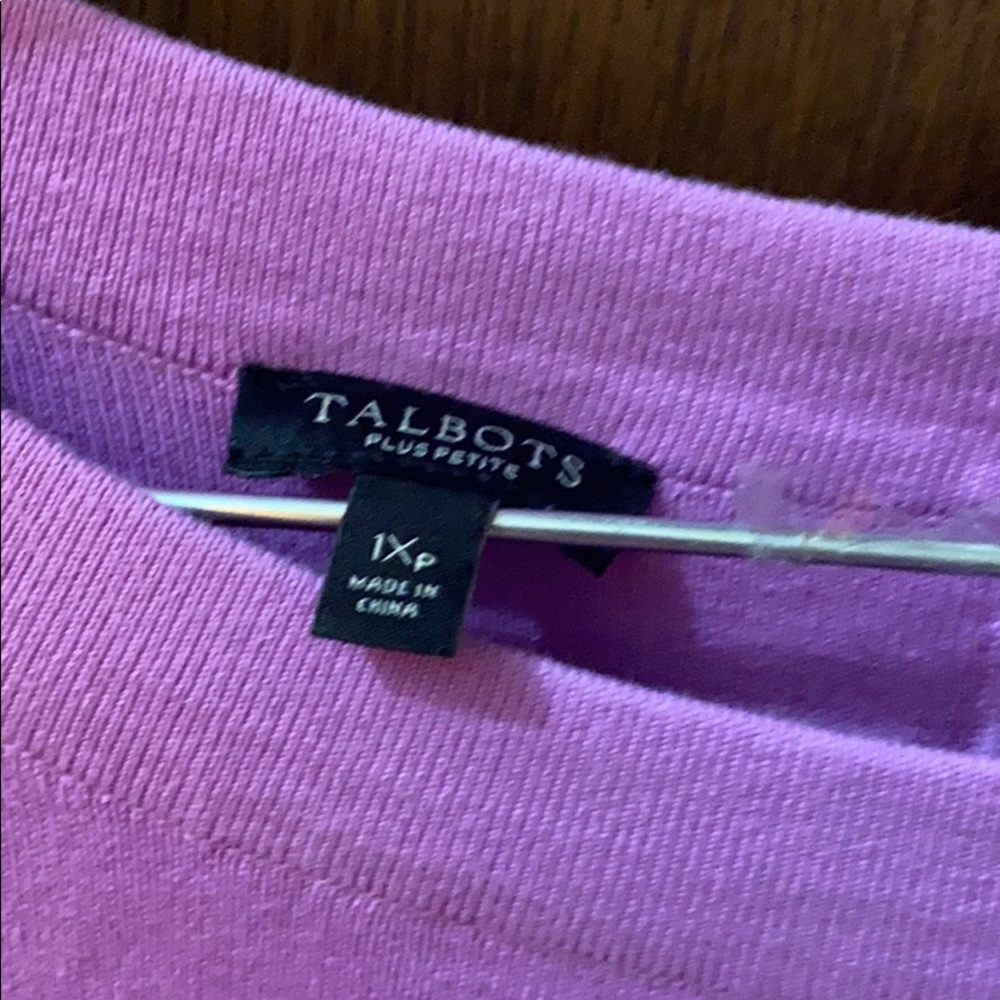 TALBOTS
PLUS PETITE
1XP
MADE IN
CHINA